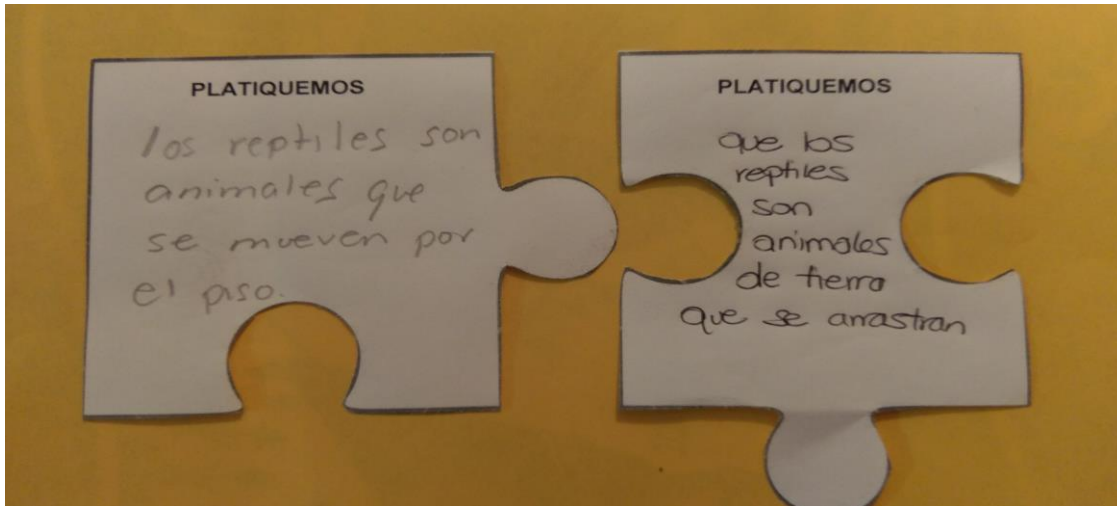 PLATIQUEMOS
los reptiles son
animales que
se mueven por
el piso.
PLATIQUEMOS
que los
reptiles
son
animales
de tierra
que se arrastran